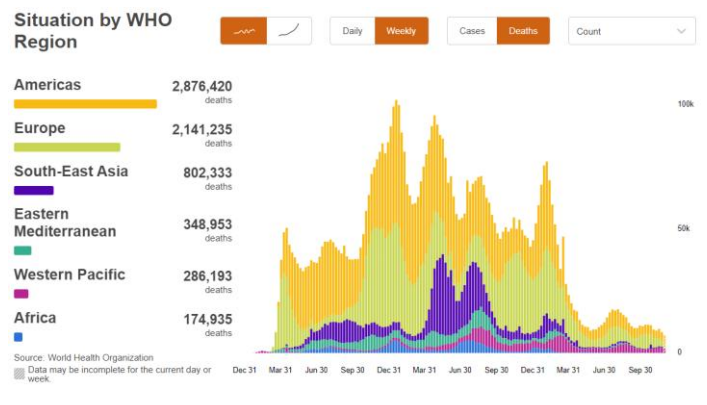 Situation by WHO
Region
Daily Weekly Cases Deaths Count
Americas 2,876,420
deaths
Europe 2,141,235
deaths
South-East Asia 802,333
deaths
Eastern
Mediterranean 348,953
deaths
Western Pacific 286,193
deaths
Africa 174,935
deaths
100k
50k
0
Dec 31 Mar 31 Jun 30 Sep 30 Dec 31 Mar 31 Jun 30 Sep 30 Dec 31 Mar 31 Jun 30 Sep 30
Source: World Health Organization
Data may be incomplete for the current day or
week.